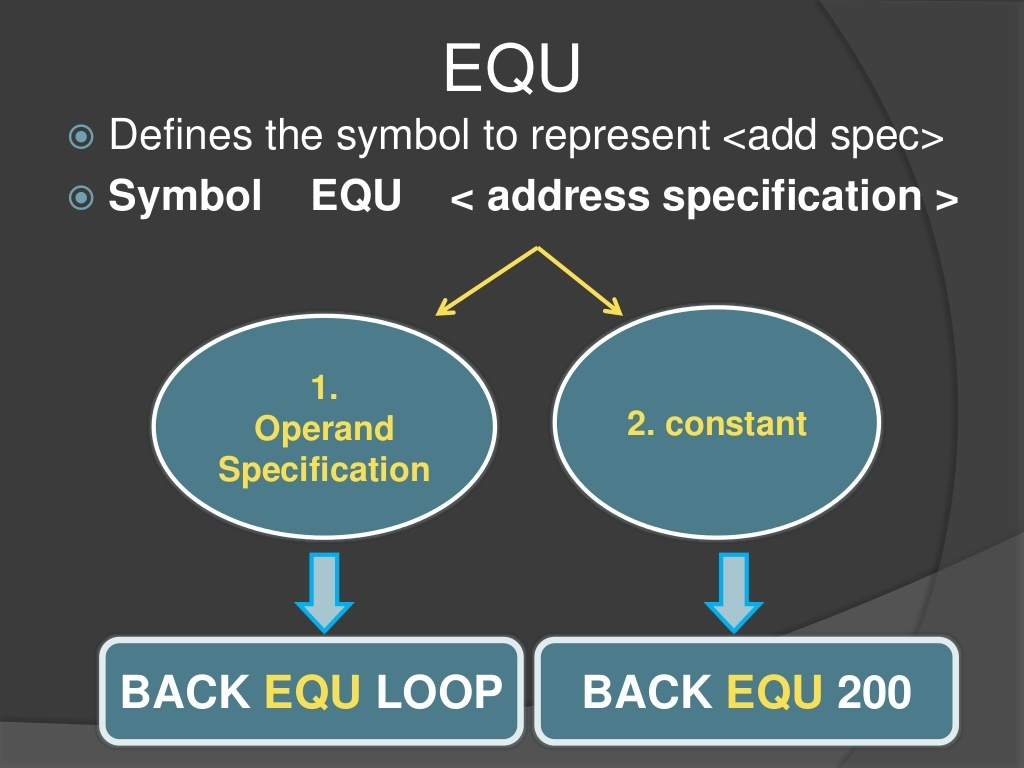 EQU
Defines the symbol to represent <add spec>
Symbol EQU < address specification >
1.
Operand
Specification
2. constant
BACK EQU LOOP
BACK EQU 200